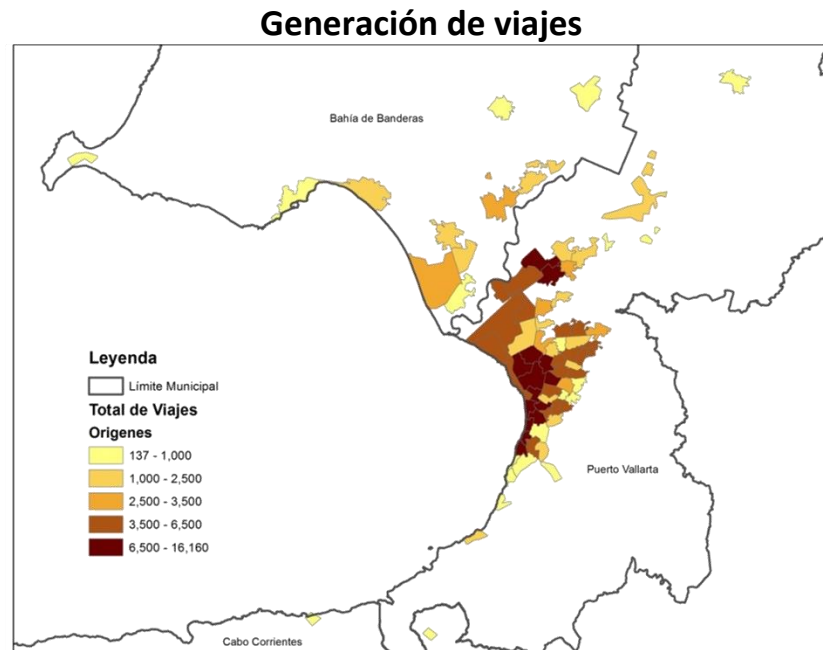 Generación de viajes
Bahía de Banderas
Leyenda
Límite Municipal
Total de Viajes
Origenes
137 - 1,000
1,000 - 2,500
2,500 - 3,500
3,500 - 6,500
6,500 - 16,160
Puerto Vallarta
Cabo Corrientes